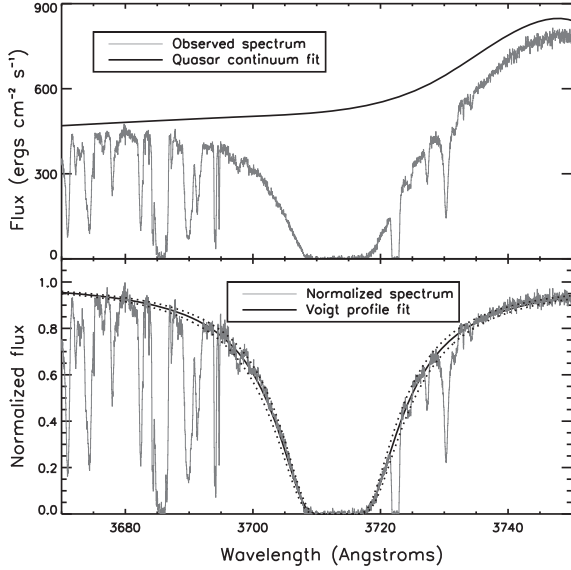 900
600
300
0
Flux (ergs cm⁻² s⁻¹)
Observed spectrum
Quasar continuum fit
1.0
0.8
0.6
0.4
0.2
0.0
Normalized flux
Normalized spectrum
Voigt profile fit
3680 3700 3720 3740
Wavelength (Angstroms)